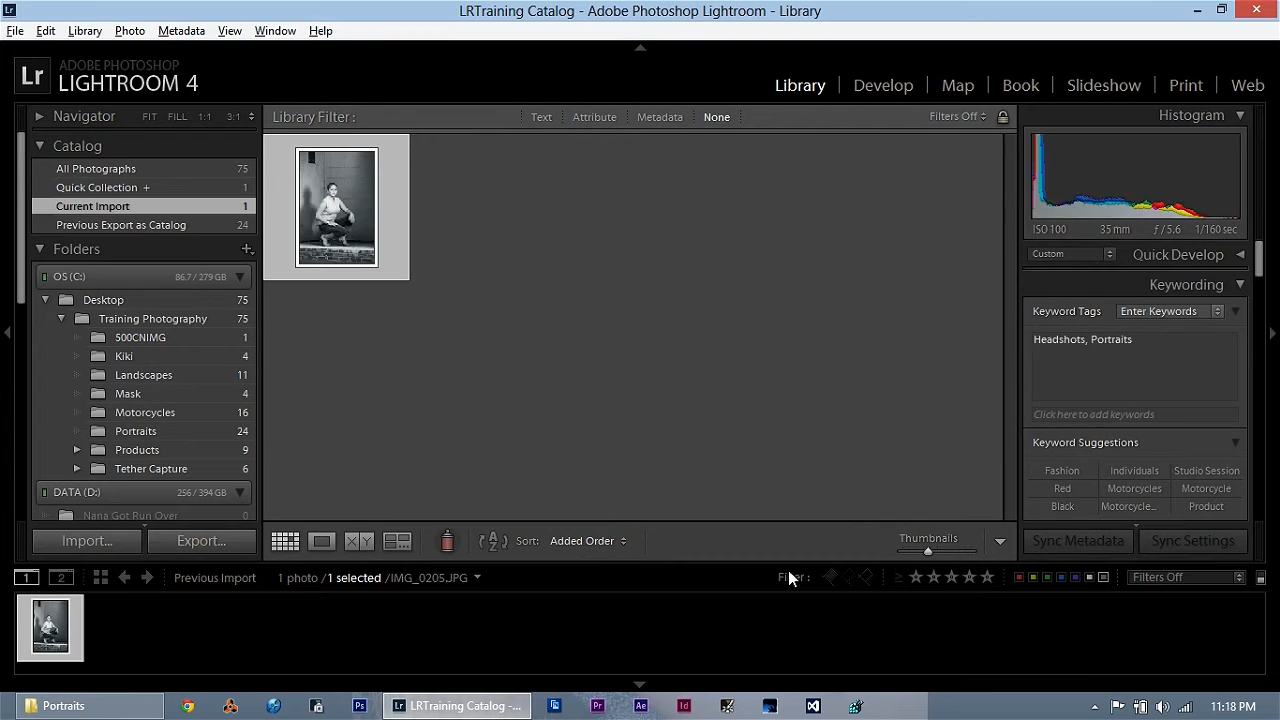 LRTraining Catalog - Adobe Photoshop Lightroom - Library
File Edit Library Photo Metadata View Window Help
Lr ADOBE PHOTOSHOP
LIGHTROOM 4
Library Develop Map Book Slideshow Print Web
Navigator FIT FILL 1:1 3:1
Library Filter : Text Attribute Metadata None Filters Off
Histogram
Catalog
All Photographs 75
Quick Collection + 1
Current Import 1
Previous Export as Catalog 24
ISO 100 35 mm ƒ / 5.6 1/160 sec
Folders +
Custom Quick Develop
OS (C:) 86.7 / 279 GB
Keywording
Desktop 75
Training Photography 75
Keyword Tags Enter Keywords
500CNIMG 1
Headshots, Portraits
Kiki 4
Landscapes 11
Mask 4
Motorcycles 16
Click here to add keywords
Portraits 24
Keyword Suggestions
Products 9
Tether Capture 6
Fashion Individuals Studio Session
Red Motorcycles Motorcycle
Black Motorcycle... Product
DATA (D:) 256 / 394 GB
Nana Got Run Over 0
Import... Export...
Sort: Added Order
Thumbnails
Sync Metadata Sync Settings
1 2 Previous Import 1 photo / 1 selected / IMG_0205.JPG
Filter : ≥ Filters Off
Portraits
Ps
Lr LRTraining Catalog -...
Pr Ae Id
11:18 PM